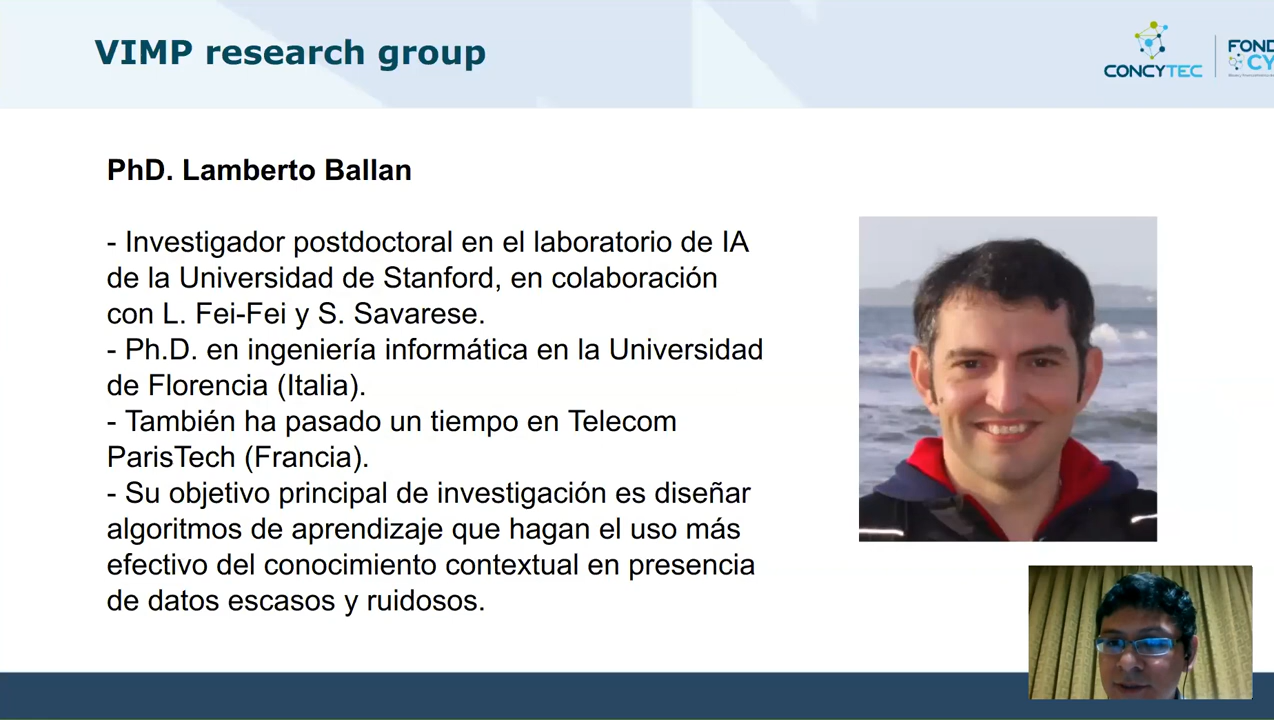 VIMP research group
CONCYTEC
FOND
CY
PhD. Lamberto Ballan
- Investigador postdoctoral en el laboratorio de IA
de la Universidad de Stanford, en colaboración
con L. Fei-Fei y S. Savarese.
- Ph.D. en ingeniería informática en la Universidad
de Florencia (Italia).
- También ha pasado un tiempo en Telecom
ParisTech (Francia).
- Su objetivo principal de investigación es diseñar
algoritmos de aprendizaje que hagan el uso más
efectivo del conocimiento contextual en presencia
de datos escasos y ruidosos.